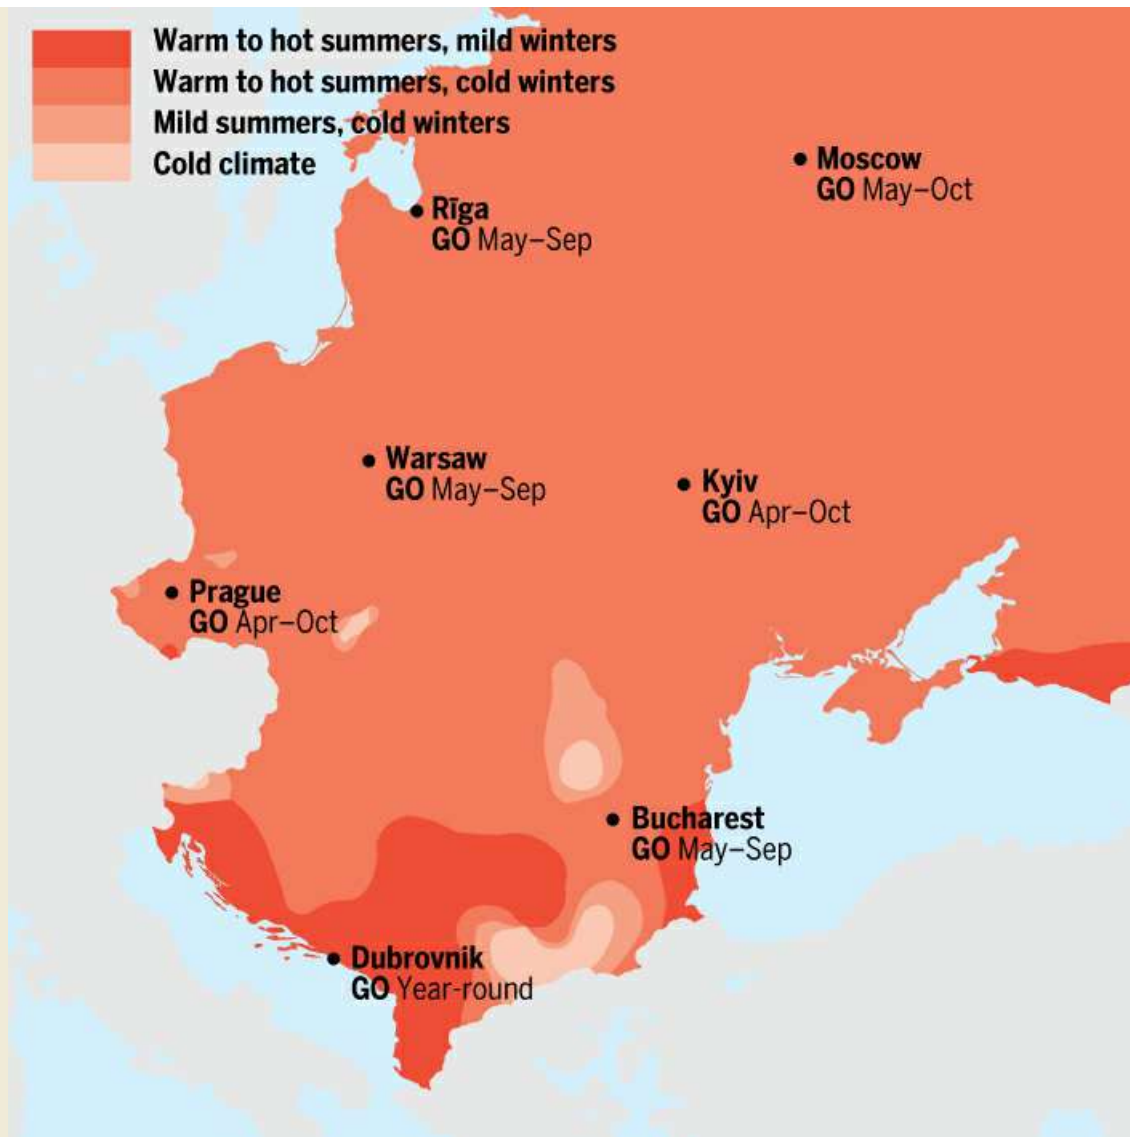 Warm to hot summers, mild winters
Warm to hot summers, cold winters
Mild summers, cold winters
Cold climate
Moscow
GO May–Oct
Rīga
GO May–Sep
Warsaw
GO May–Sep
Kyiv
GO Apr–Oct
Prague
GO Apr–Oct
Bucharest
GO May–Sep
Dubrovnik
GO Year-round